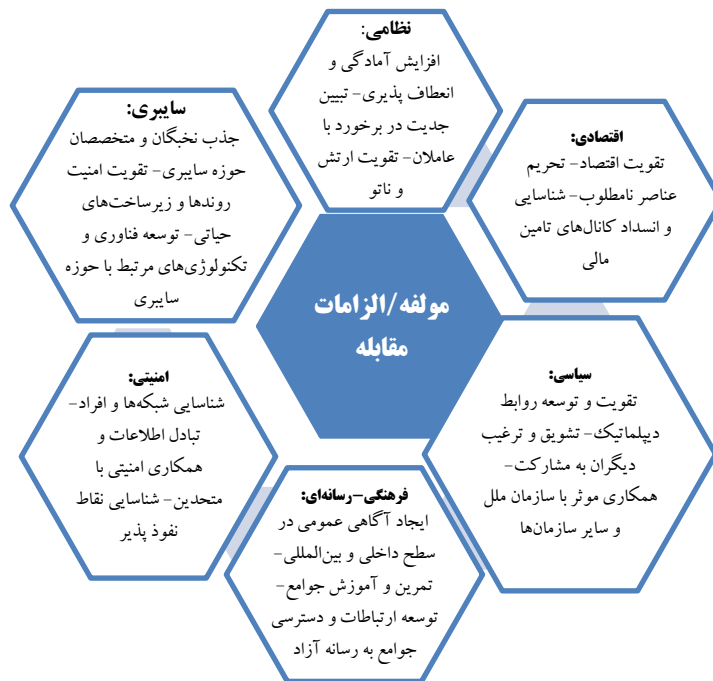 نظامی:
افزایش آمادگی و
انعطاف پذیری- تبیین
جدیت در برخورد با
عاملان- تقویت ارتش
و ناتو
اقتصادی:
تقویت اقتصاد- تحریم
عناصر نامطلوب- شناسایی
و انسداد کانال‌های تامین
مالی
سیاسی:
تقویت و توسعه روابط
دیپلماتیک- تشویق و ترغیب
دیگران به مشارکت-
همکاری موثر با سازمان ملل
و سایر سازمان‌ها
فرهنگی-رسانه‌ای:
ایجاد آگاهی عمومی در
سطح داخلی و بین‌المللی-
تمرین و آموزش جوامع-
توسعه ارتباطات و دسترسی
جوامع به رسانه آزاد
امنیتی:
شناسایی شبکه‌ها و افراد-
تبادل اطلاعات و
همکاری امنیتی با
متحدین- شناسایی نقاط
نفوذ پذیر
سایبری:
جذب نخبگان و متخصصان
حوزه سایبری- تقویت امنیت
روندها و زیرساخت‌های
حیاتی- توسعه فناوری و
تکنولوژی‌های مرتبط با حوزه
سایبری
مولفه/الزامات
مقابله